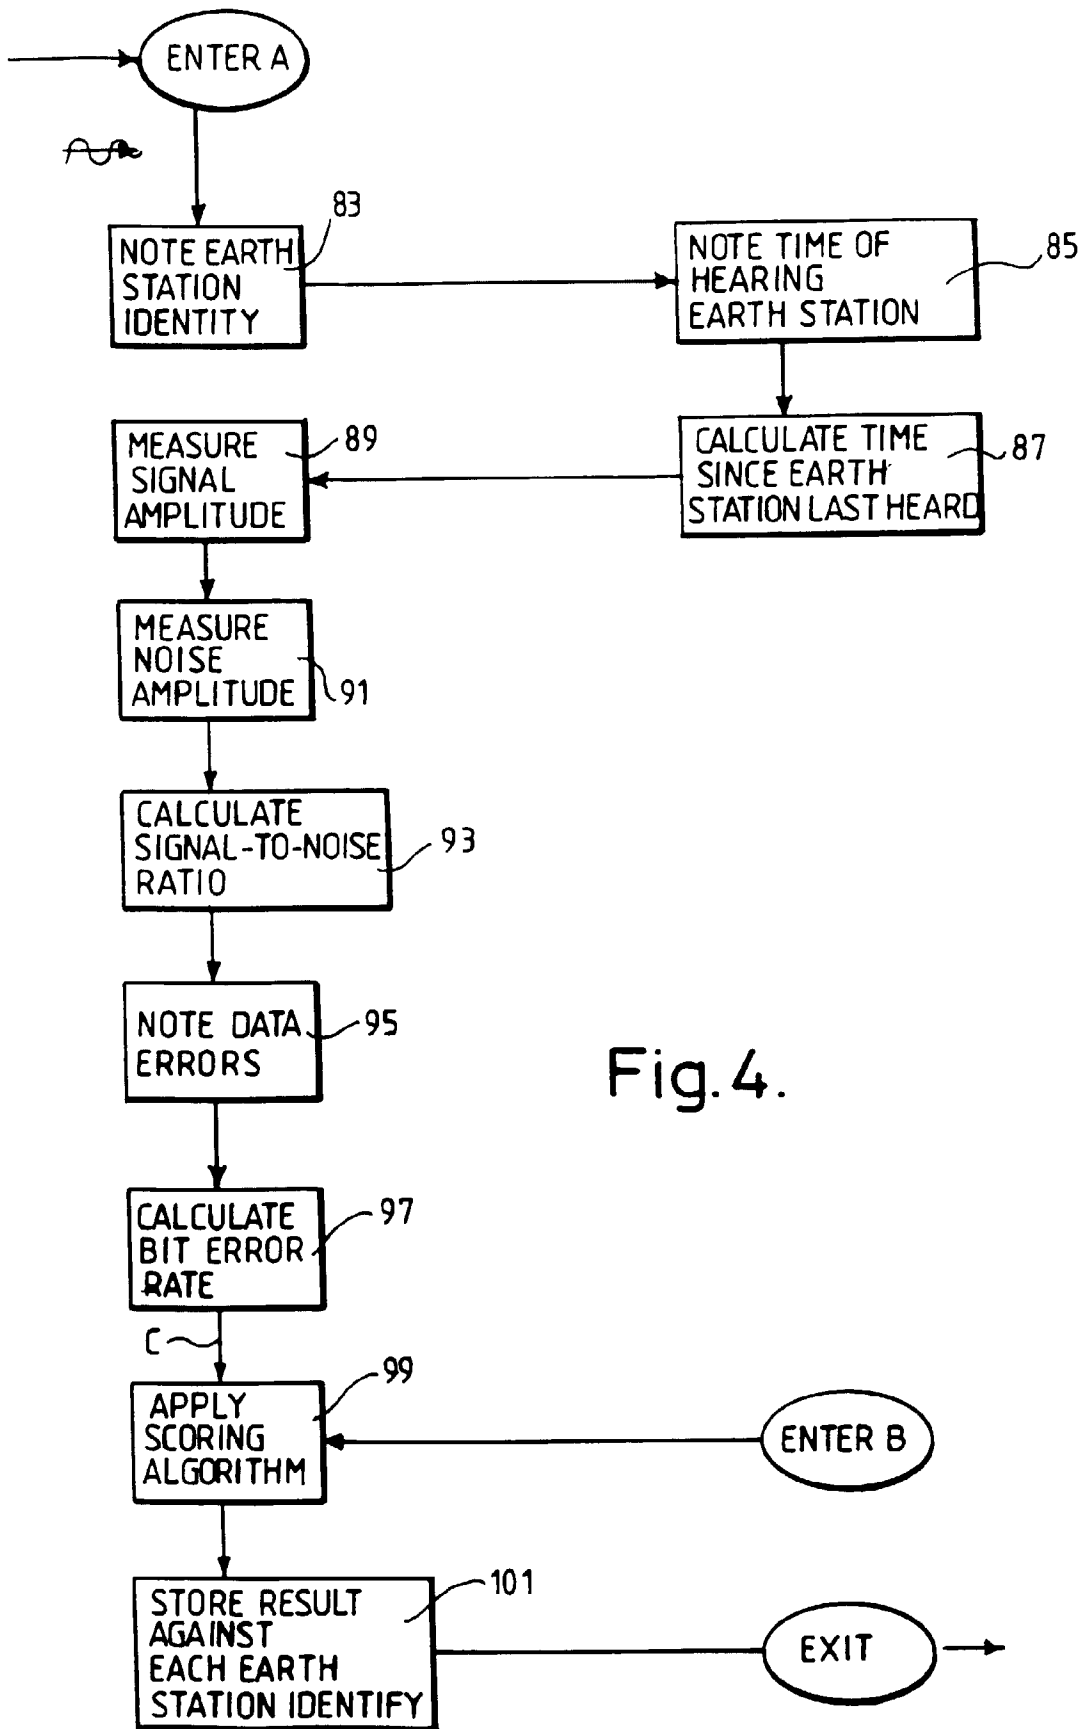 ENTER A
83
NOTE EARTH
STATION
IDENTITY
NOTE TIME OF
HEARING
EARTH STATION
85
MEASURE
SIGNAL
AMPLITUDE
89
CALCULATE TIME
SINCE EARTH
STATION LAST HEARD
87
MEASURE
NOISE
AMPLITUDE
91
CALCULATE
SIGNAL-TO-NOISE
RATIO
93
NOTE DATA
ERRORS
95
Fig. 4.
CALCULATE
BIT ERROR
RATE
97
C
99
APPLY
SCORING
ALGORITHM
ENTER B
101
STORE RESULT
AGAINST
EACH EARTH
STATION IDENTIFY
EXIT